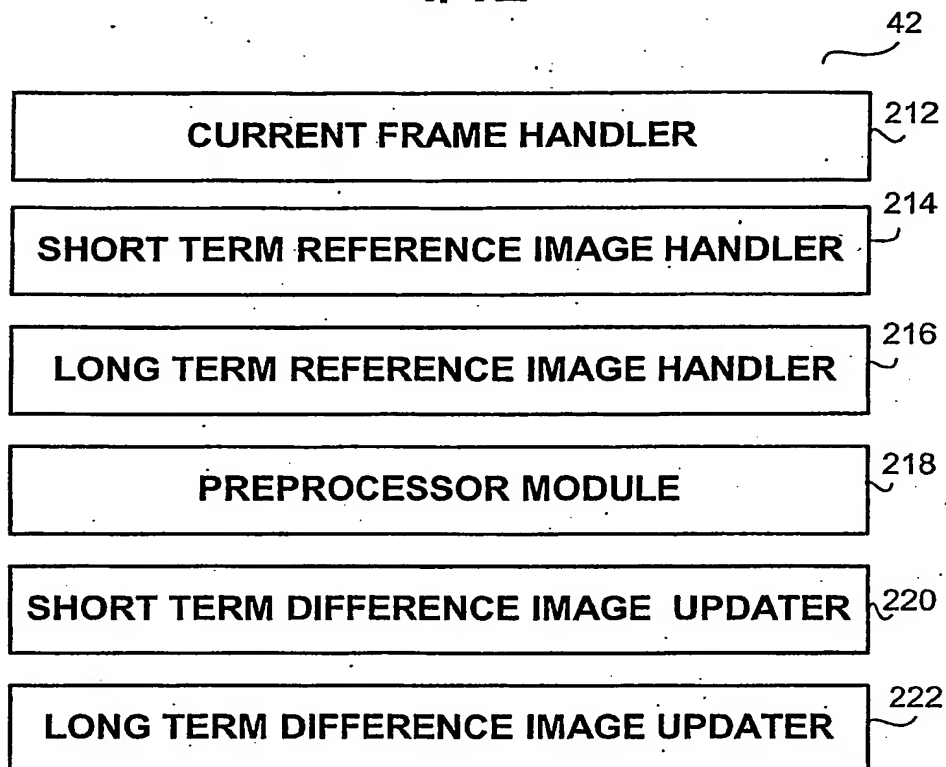 42
CURRENT FRAME HANDLER 212
SHORT TERM REFERENCE IMAGE HANDLER 214
LONG TERM REFERENCE IMAGE HANDLER 216
PREPROCESSOR MODULE 218
SHORT TERM DIFFERENCE IMAGE UPDATER 220
LONG TERM DIFFERENCE IMAGE UPDATER 222